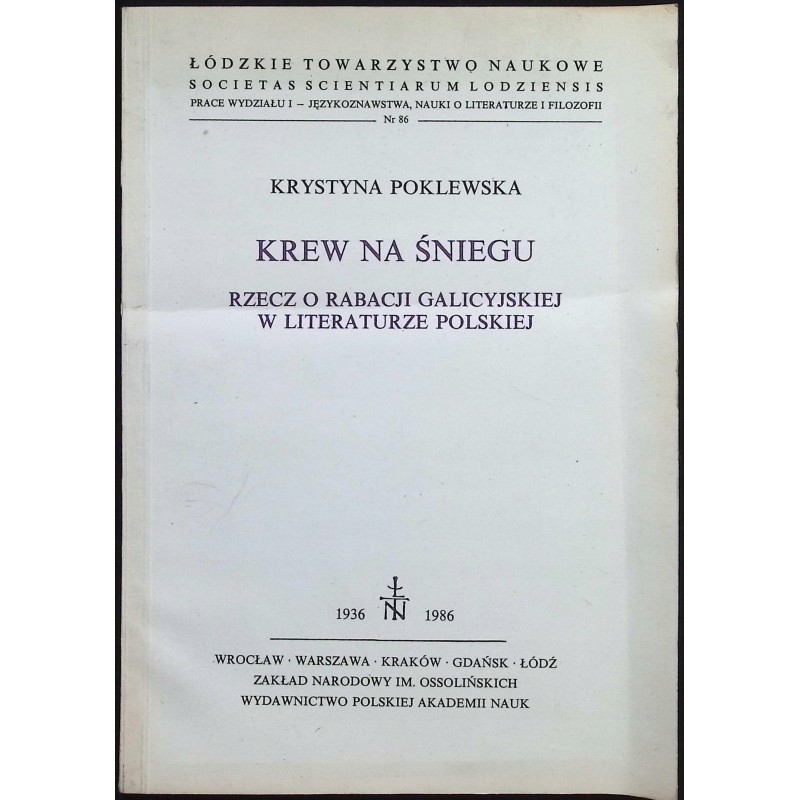 ŁÓDZKIE TOWARZYSTWO NAUKOWE
SOCIETAS SCIENTIARUM LODZIENSIS
PRACE WYDZIAŁU I – JĘZYKOZNAWSTWA, NAUKI O LITERATURZE I FILOZOFII
Nr 86
KRYSTYNA POKLEWSKA
KREW NA ŚNIEGU
RZECZ O RABACJI GALICYJSKIEJ
W LITERATURZE POLSKIEJ
1936 ŁTN 1986
WROCŁAW · WARSZAWA · KRAKÓW · GDAŃSK · ŁÓDŹ
ZAKŁAD NARODOWY IM. OSSOLIŃSKICH
WYDAWNICTWO POLSKIEJ AKADEMII NAUK